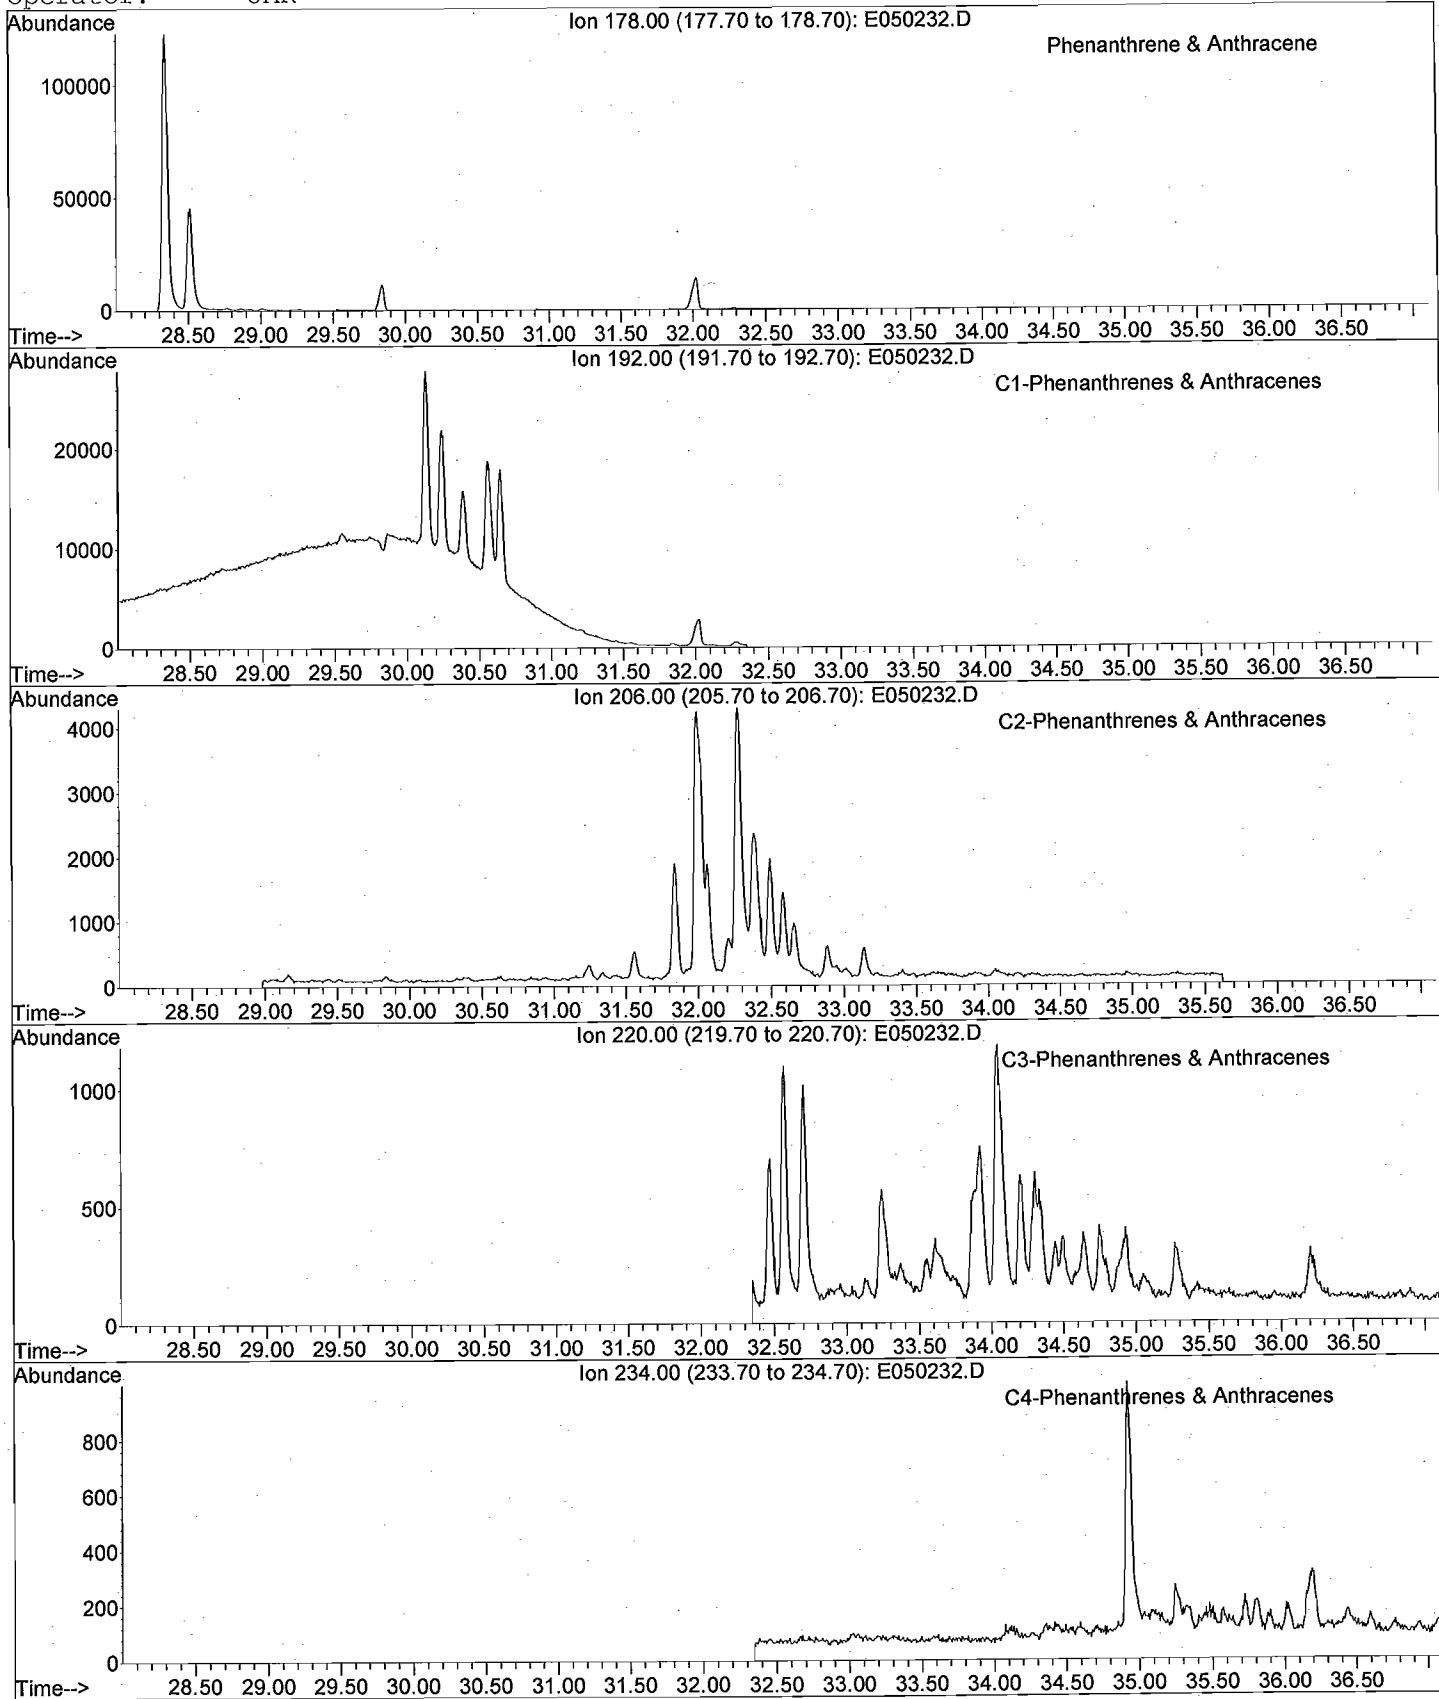 Abundance
Ion 178.00 (177.70 to 178.70): E050232.D
Phenanthrene & Anthracene
100000
50000
0
Time--> 28.50 29.00 29.50 30.00 30.50 31.00 31.50 32.00 32.50 33.00 33.50 34.00 34.50 35.00 35.50 36.00 36.50
Abundance
Ion 192.00 (191.70 to 192.70): E050232.D
C1-Phenanthrenes & Anthracenes
20000
10000
0
Time--> 28.50 29.00 29.50 30.00 30.50 31.00 31.50 32.00 32.50 33.00 33.50 34.00 34.50 35.00 35.50 36.00 36.50
Abundance
Ion 206.00 (205.70 to 206.70): E050232.D
C2-Phenanthrenes & Anthracenes
4000
3000
2000
1000
0
Time--> 28.50 29.00 29.50 30.00 30.50 31.00 31.50 32.00 32.50 33.00 33.50 34.00 34.50 35.00 35.50 36.00 36.50
Abundance
Ion 220.00 (219.70 to 220.70): E050232.D
C3-Phenanthrenes & Anthracenes
1000
500
0
Time--> 28.50 29.00 29.50 30.00 30.50 31.00 31.50 32.00 32.50 33.00 33.50 34.00 34.50 35.00 35.50 36.00 36.50
Abundance
Ion 234.00 (233.70 to 234.70): E050232.D
C4-Phenanthrenes & Anthracenes
800
600
400
200
0
Time--> 28.50 29.00 29.50 30.00 30.50 31.00 31.50 32.00 32.50 33.00 33.50 34.00 34.50 35.00 35.50 36.00 36.50